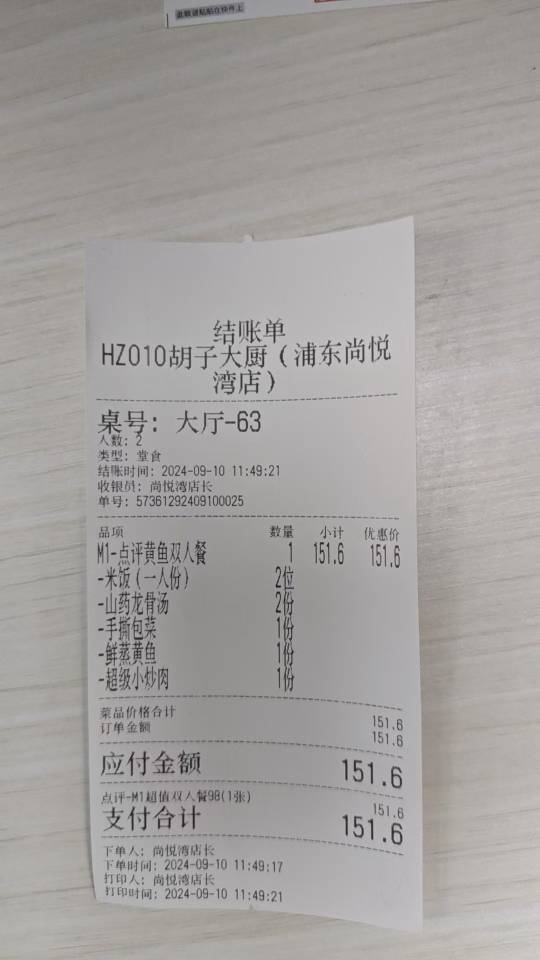 盘數请粘贴在快件上
结账单
HZ010胡子大厨（浦东尚悦
湾店）
桌号: 大厅-63
人数: 2
类型: 堂食
结账时间: 2024-09-10 11:49:21
收银员: 尚悦湾店长
单号: 57361292409100025
品项 数量 小计 优惠价
M1-点评黄鱼双人餐 1 151.6 151.6
-米饭（一人份） 2位
-山药龙骨汤 2份
-手撕包菜 1份
-鲜蒸黄鱼 1份
-超级小炒肉 1份
菜品价格合计 151.6
订单金额 151.6
应付金额 151.6
点评-M1超值双人餐98(1张) 151.6
支付合计 151.6
下单人: 尚悦湾店长
下单时间: 2024-09-10 11:49:17
打印人: 尚悦湾店长
打印时间: 2024-09-10 11:49:21